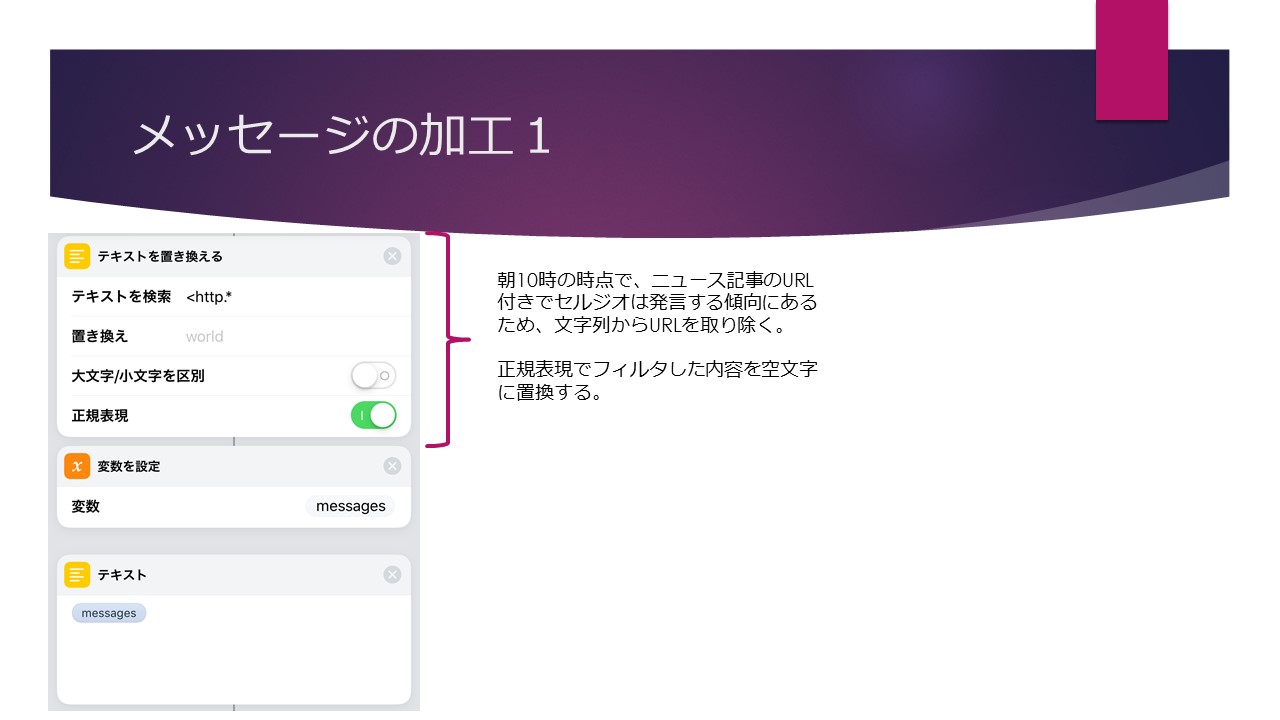 メッセージの加工１
テキストを置き換える
テキストを検索 <http.*
置き換え world
大文字/小文字を区別
正規表現
変数を設定
変数 messages
テキスト
messages
朝10時の時点で、ニュース記事のURL
付きでセルジオは発言する傾向にある
ため、文字列からURLを取り除く。
正規表現でフィルタした内容を空文字
に置換する。